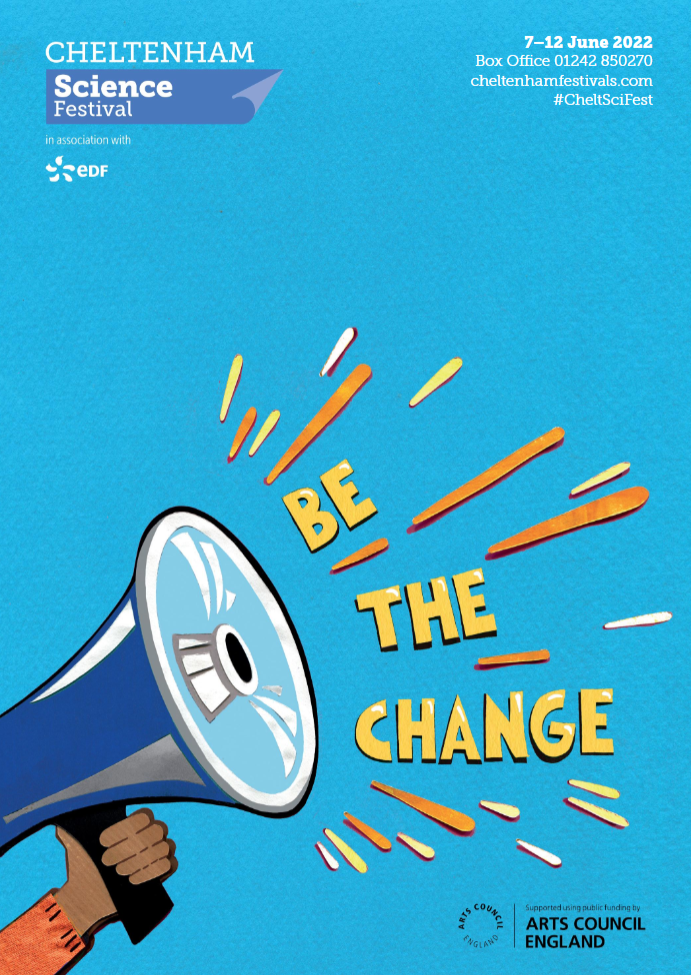 CHELTENHAM
Science
Festival
in association with
eDF
7–12 June 2022
Box Office 01242 850270
cheltenhamfestivals.com
#CheltSciFest
BE
THE
CHANGE
ARTS COUNCIL
ENGLAND
Supported using public funding by
ARTS COUNCIL
ENGLAND